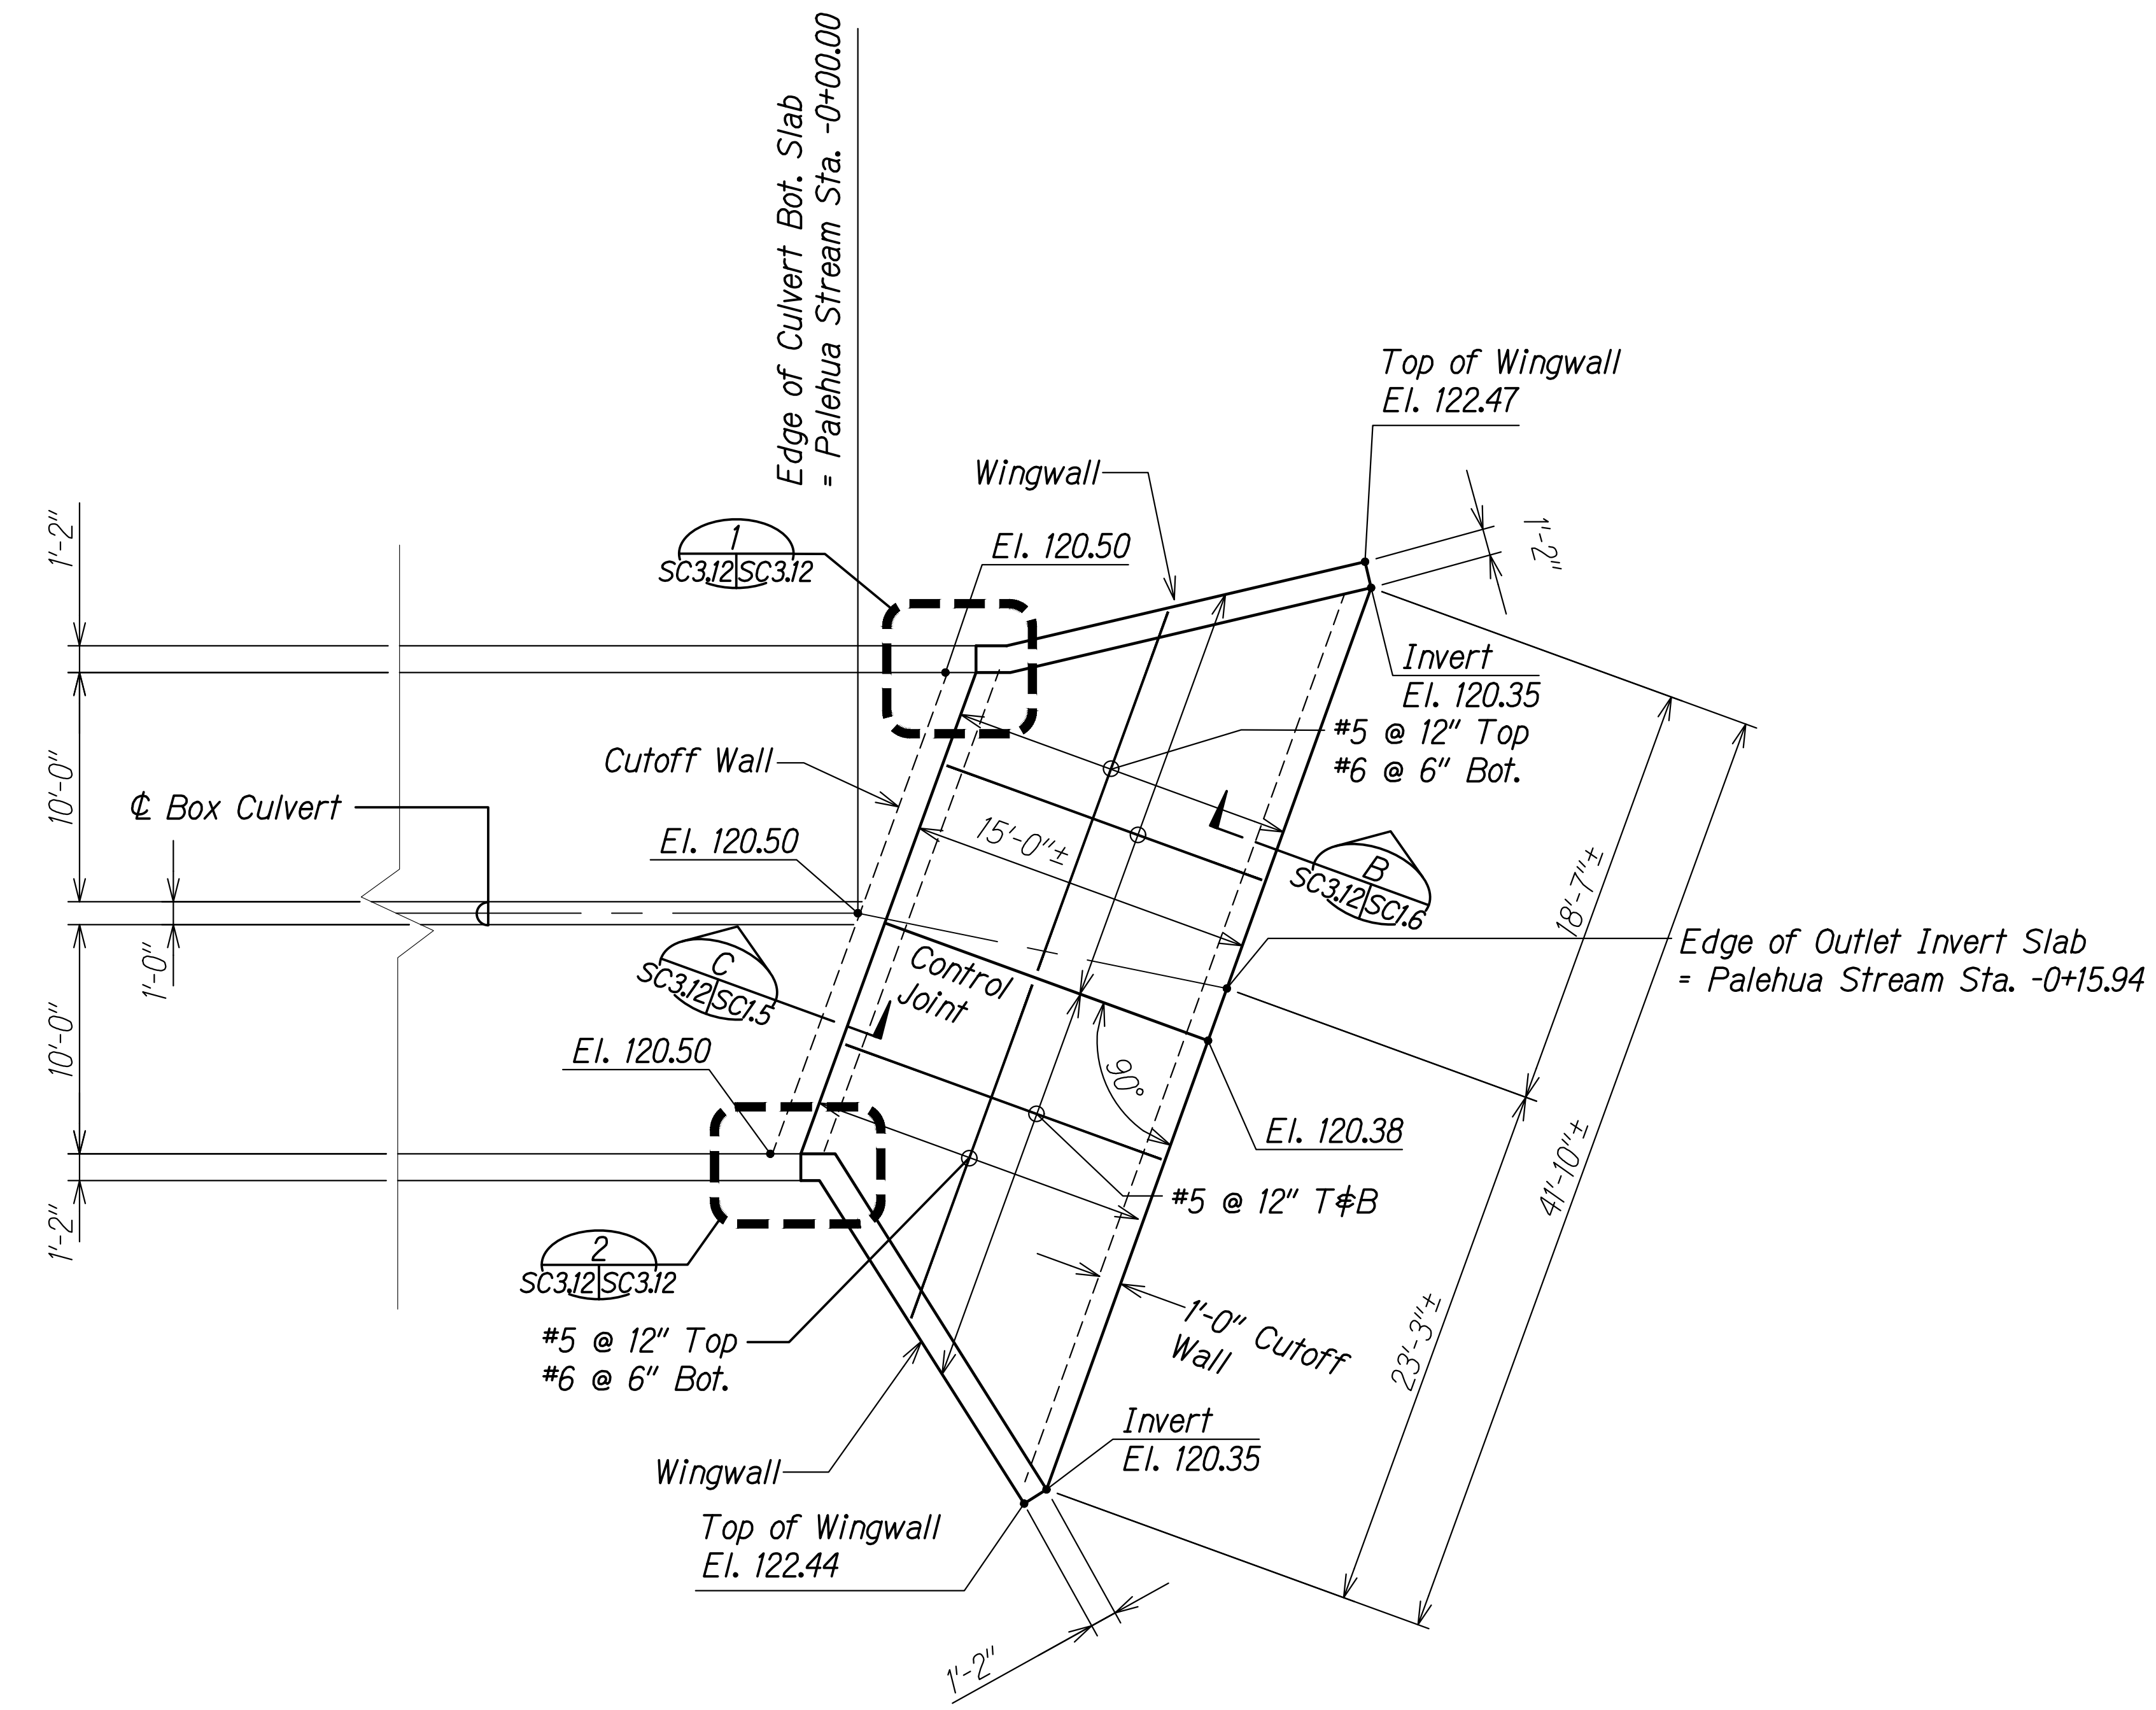 Edge of Culvert Bot. Slab
= Palehua Stream Sta. -0+00.00
Top of Wingwall
El. 122.47
Wingwall
1'-2"
1'-2"
1
SC3.12 SC3.12
El. 120.50
Invert
El. 120.35
#5 @ 12" Top
#6 @ 6" Bot.
Cutoff Wall
10'-0"
℄ Box Culvert
El. 120.50
15'-0"±
B
SC3.12 SC1.6
18'-7"±
Edge of Outlet Invert Slab
= Palehua Stream Sta. -0+15.94
1'-0"
C
SC3.12 SC1.5
Control
Joint
10'-0"
El. 120.50
90°
El. 120.38
41'-10"±
#5 @ 12" T&B
1'-2"
2
SC3.12 SC3.12
#5 @ 12" Top
#6 @ 6" Bot.
1'-0" Cutoff
Wall
23'-3"±
Invert
El. 120.35
Wingwall
Top of Wingwall
El. 122.44
1'-2"